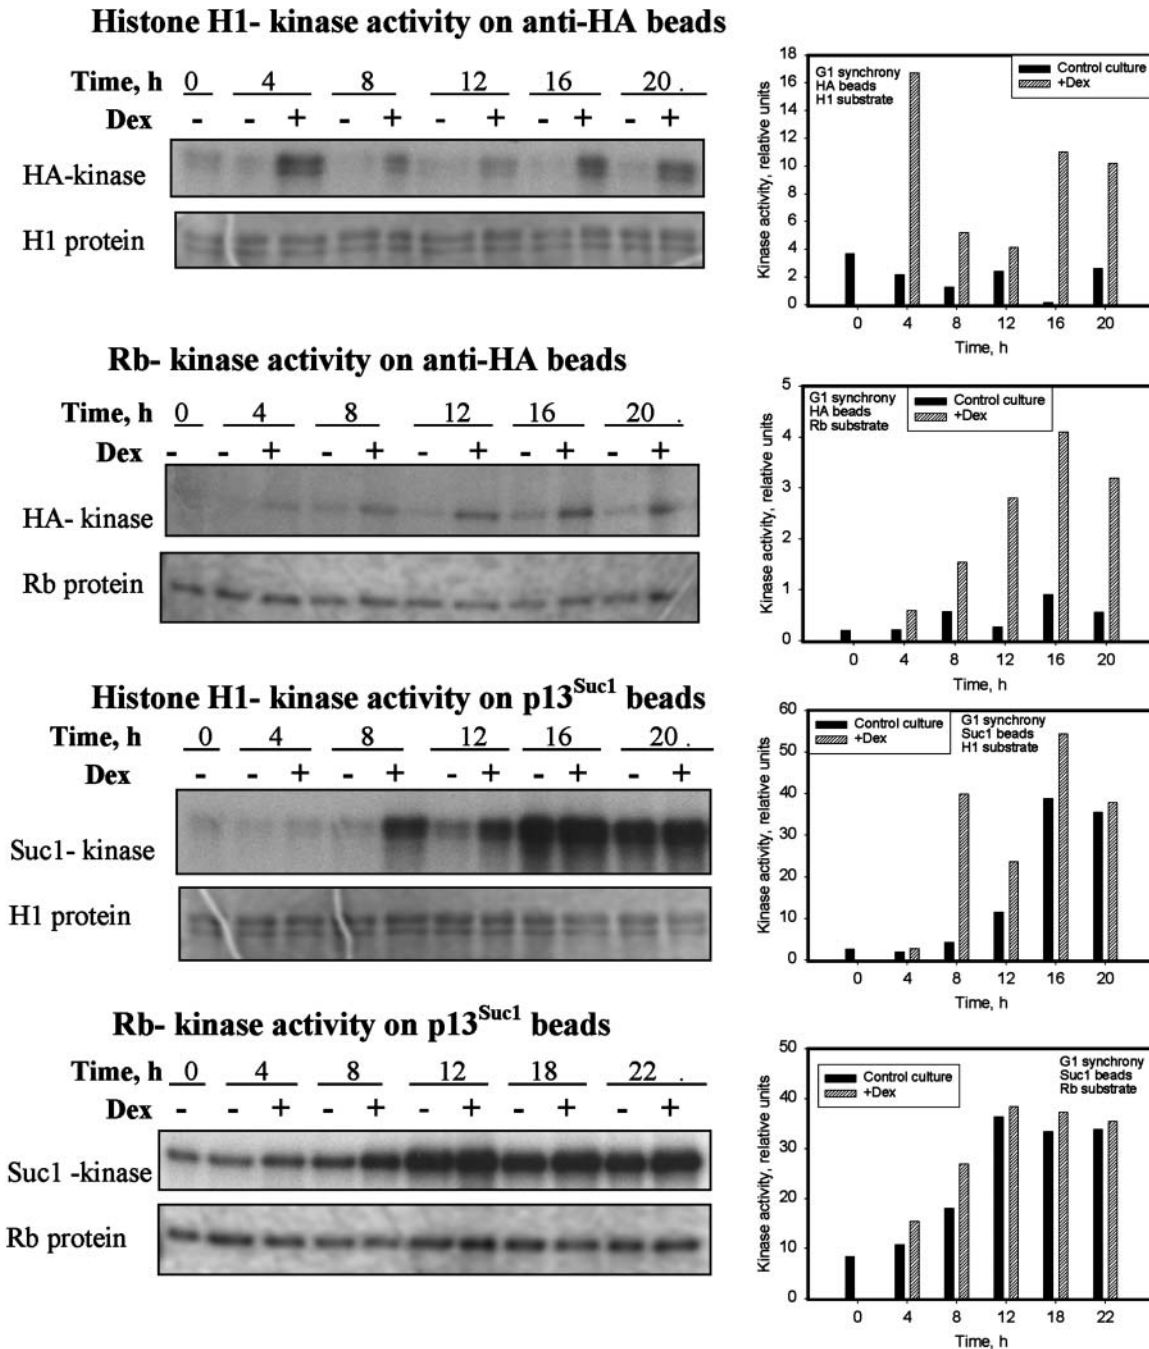 Histone H1- kinase activity on anti-HA beads
Time, h 0 4 8 12 16 20 .
Dex - - + - + - + - + - +
HA-kinase
H1 protein
18
16
14
12
10
8
6
4
2
0
Kinase activity, relative units
G1 synchrony
HA beads
H1 substrate
Control culture
+Dex
0 4 8 12 16 20
Time, h
Rb- kinase activity on anti-HA beads
Time, h 0 4 8 12 16 20 .
Dex - - + - + - + - + - +
HA- kinase
Rb protein
5
4
3
2
1
0
Kinase activity, relative units
G1 synchrony
HA beads
Rb substrate
Control culture
+Dex
0 4 8 12 16 20
Time, h
Histone H1- kinase activity on p13Suc1 beads
Time, h 0 4 8 12 16 20 .
Dex - - + - + - + - + - +
Suc1- kinase
H1 protein
60
50
40
30
20
10
0
Kinase activity, relative units
Control culture
+Dex
G1 synchrony
Suc1 beads
H1 substrate
0 4 8 12 16 20
Time, h
Rb- kinase activity on p13Suc1 beads
Time, h 0 4 8 12 18 22 .
Dex - - + - + - + - + - +
Suc1 -kinase
Rb protein
50
40
30
20
10
0
Kinase activity, relative units
Control culture
+Dex
G1 synchrony
Suc1 beads
Rb substrate
0 4 8 12 18 22
Time, h